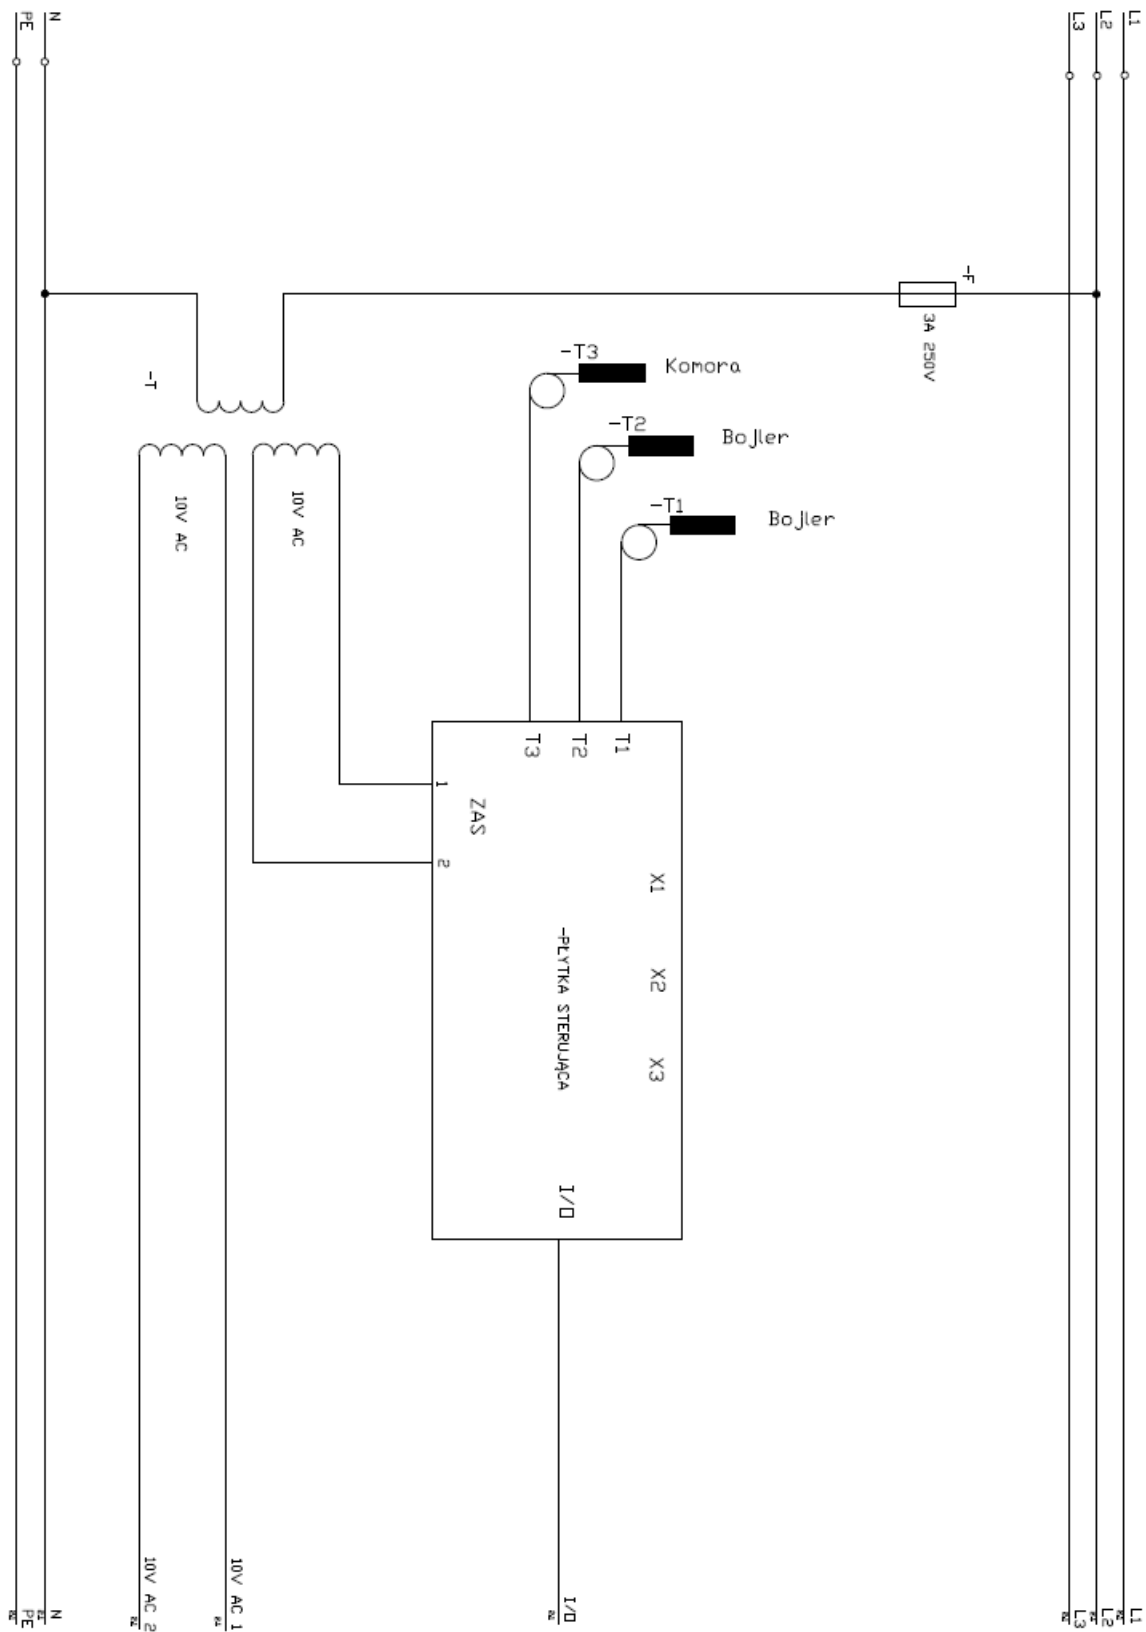 L1
L2
L3
-F
3A 250V
-T3
Komora
-T2
Bojler
-T1
Bojler
N
PE
-T
10V AC
10V AC
T1
T2
T3
1
ZAS
2
X1
X2
X3
-PŁYTKA STERUJĄCA
I/O
L1
L2
L3
I/O
10V AC 1
10V AC 2
N
PE